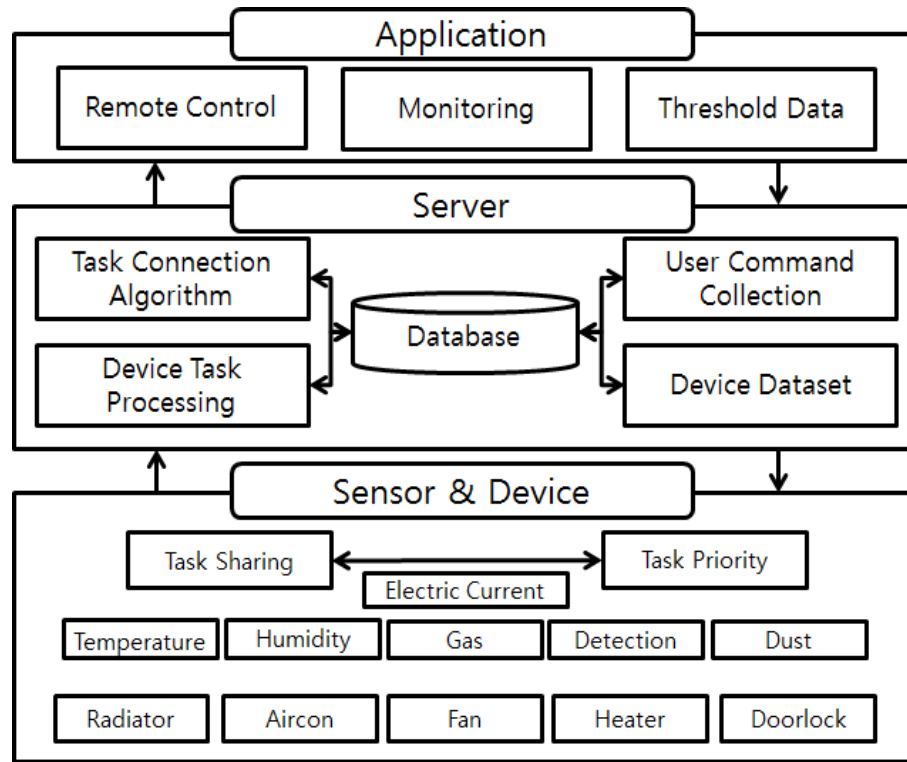 Application
Remote Control
Monitoring
Threshold Data
Server
Task Connection
Algorithm
User Command
Collection
Database
Device Task
Processing
Device Dataset
Sensor & Device
Task Sharing
Task Priority
Electric Current
Temperature
Humidity
Gas
Detection
Dust
Radiator
Aircon
Fan
Heater
Doorlock